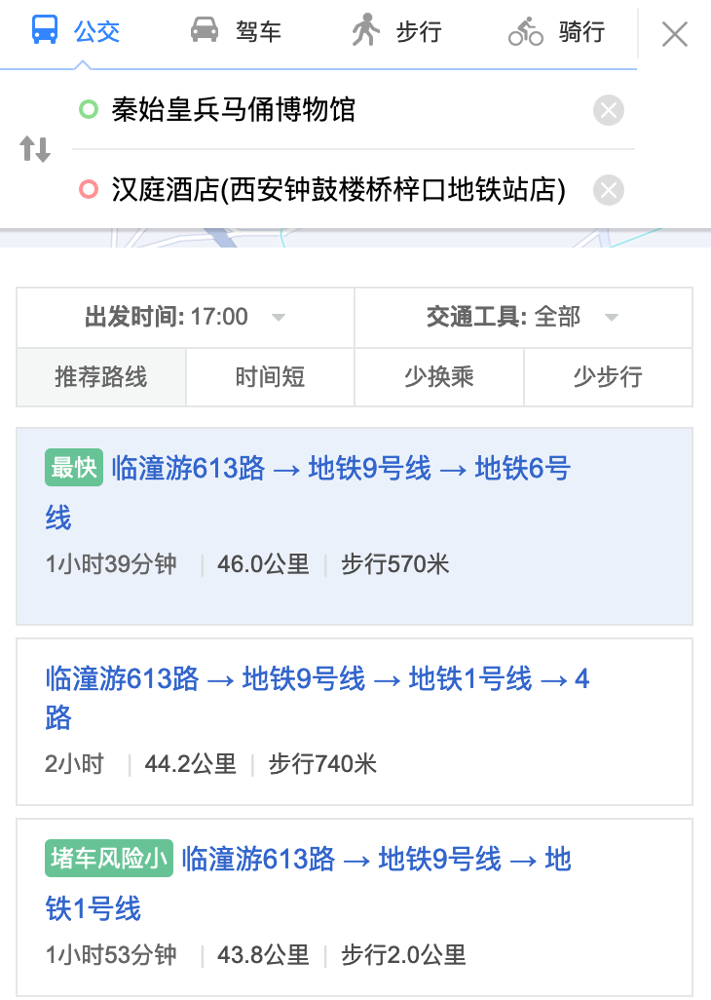 公交 驾车 步行 骑行
秦始皇兵马俑博物馆
汉庭酒店(西安钟鼓楼桥梓口地铁站店)
出发时间: 17:00 交通工具: 全部
推荐路线 时间短 少换乘 少步行
最快 临潼游613路 → 地铁9号线 → 地铁6号
线
1小时39分钟 | 46.0公里 | 步行570米
临潼游613路 → 地铁9号线 → 地铁1号线 → 4
路
2小时 | 44.2公里 | 步行740米
堵车风险小 临潼游613路 → 地铁9号线 → 地
铁1号线
1小时53分钟 | 43.8公里 | 步行2.0公里